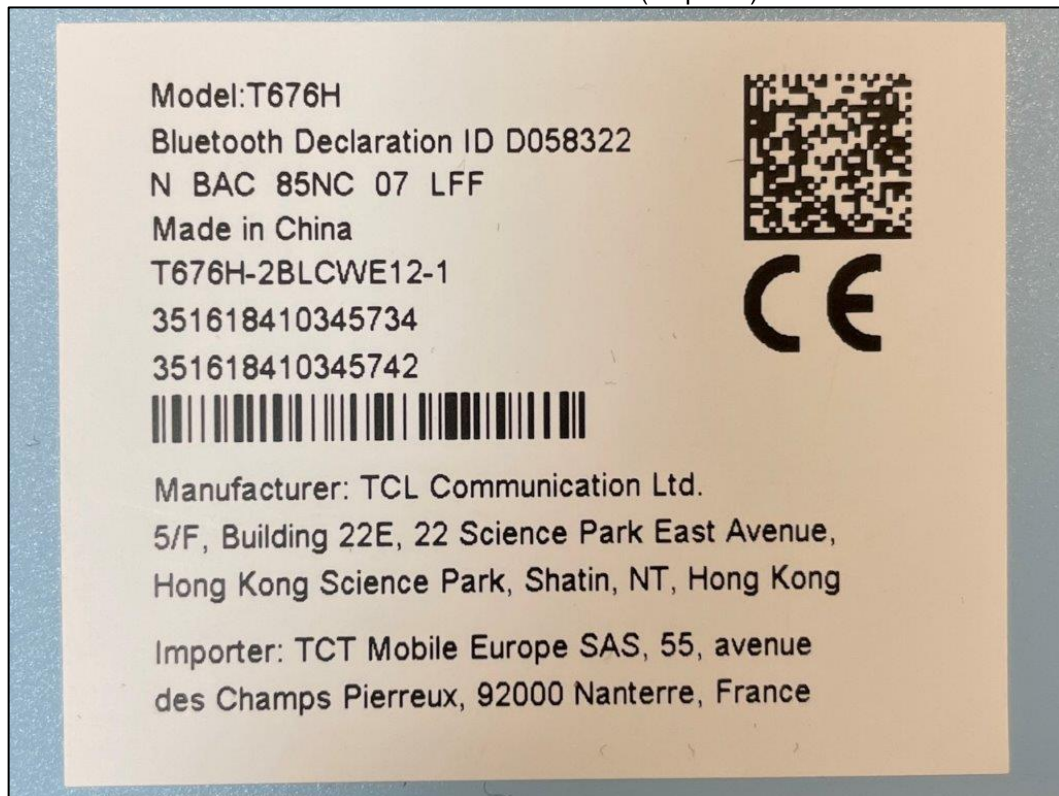 Model:T676H
Bluetooth Declaration ID D058322
N BAC 85NC 07 LFF
Made in China
T676H-2BLCWE12-1
351618410345734
351618410345742
CE
Manufacturer: TCL Communication Ltd.
5/F, Building 22E, 22 Science Park East Avenue,
Hong Kong Science Park, Shatin, NT, Hong Kong
Importer: TCT Mobile Europe SAS, 55, avenue
des Champs Pierreux, 92000 Nanterre, France